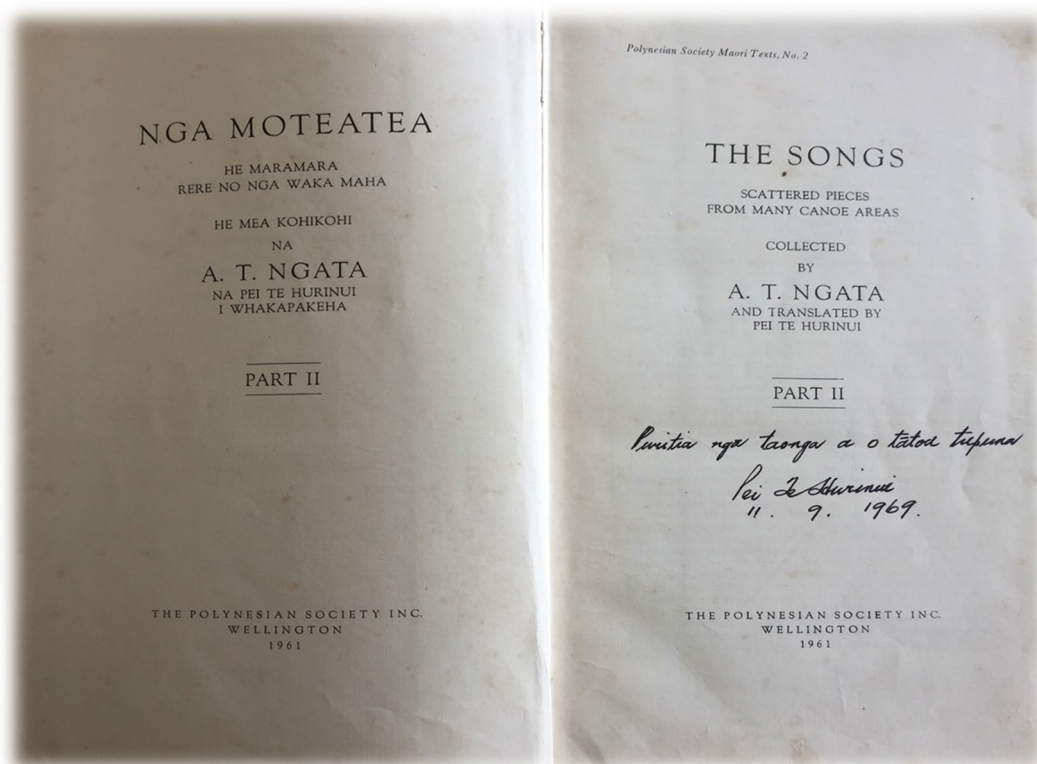 NGA MOTEATEA
HE MARAMARA
RERE NO NGA WAKA MAHA
HE MEA KOHIKOHI
NA
A. T. NGATA
NA PEI TE HURINUI
I WHAKAPAKEHA
PART II
THE POLYNESIAN SOCIETY INC.
WELLINGTON
1961
Polynesian Society Maori Texts, No. 2
THE SONGS
SCATTERED PIECES
FROM MANY CANOE AREAS
COLLECTED
BY
A. T. NGATA
AND TRANSLATED BY
PEI TE HURINUI
PART II
Puritia nga taonga a o tātou tupuna
Pei Te Hurinui
11. 9. 1969.
THE POLYNESIAN SOCIETY INC.
WELLINGTON
1961